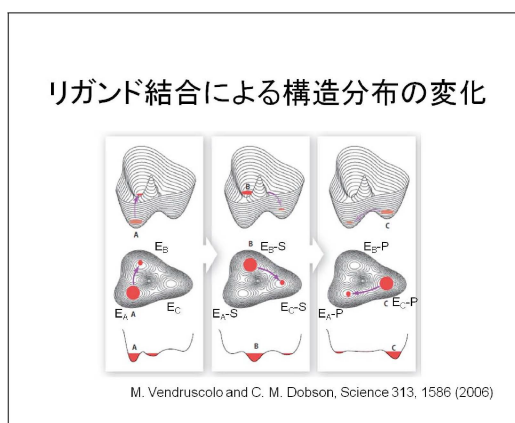 リガンド結合による構造分布の変化
B
A
C
E_B
B
E_B-S
E_B-P
E_C
E_A A
E_A-S
E_C-S
E_A-P
C E_C-P
A
B
C
M. Vendruscolo and C. M. Dobson, Science 313, 1586 (2006)